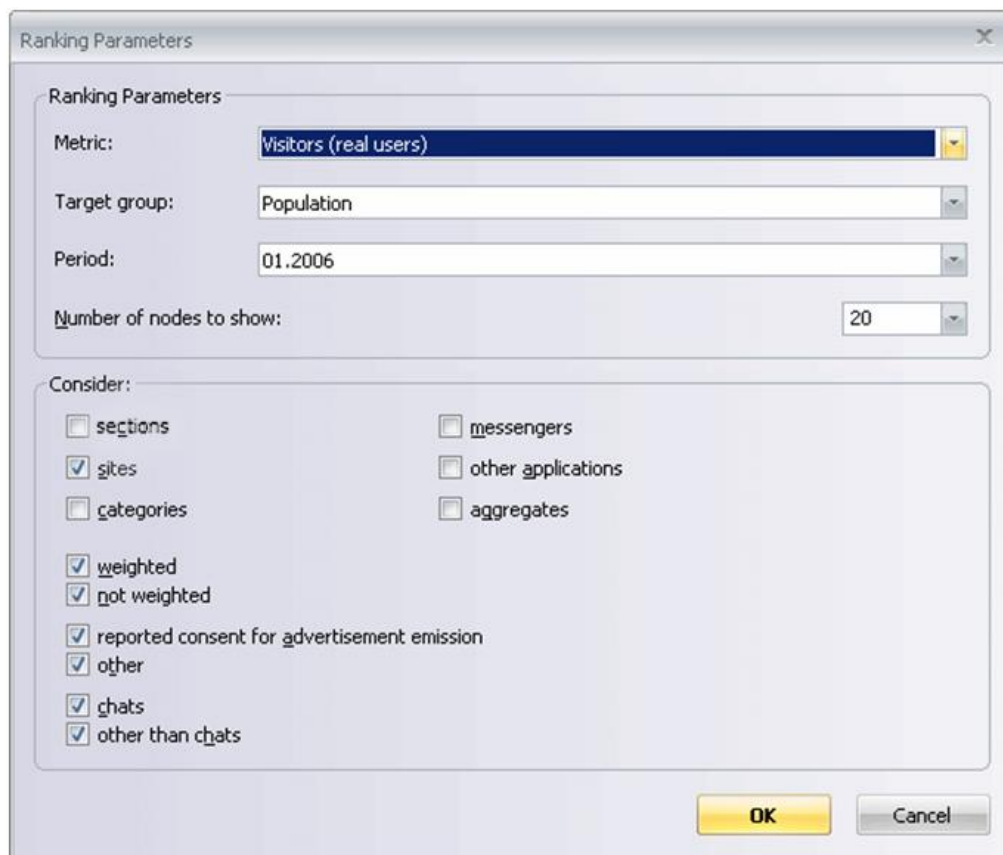 Ranking Parameters
Ranking Parameters
Metric: Visitors (real users)
Target group: Population
Period: 01.2006
Number of nodes to show: 20
Consider:
sections messengers
sites other applications
categories aggregates
weighted
not weighted
reported consent for advertisement emission
other
chats
other than chats
OK Cancel